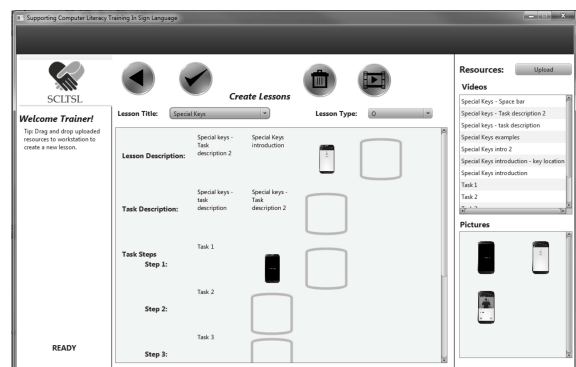 Supporting Computer Literacy Training In Sign Language
SCLTSL
Welcome Trainer!
Tip: Drag and drop uploaded
resources to workstation to
create a new lesson.
READY
Create Lessons
Lesson Title:
Special Keys
Lesson Type:
O
Lesson Description:
Special keys -
Task
description 2
Special Keys
introduction
Task Description:
Special keys -
task
description
Special keys -
Task
description 2
Task Steps
Step 1:
Task 1
Step 2:
Task 2
Step 3:
Task 3
Resources:
Upload
Videos
Special Keys - Space bar
Special keys - Task description 2
Special keys - task description
Special Keys examples
Special Keys intro 2
Special Keys introduction - key location
Special Keys introduction
Task 1
Task 2
Pictures